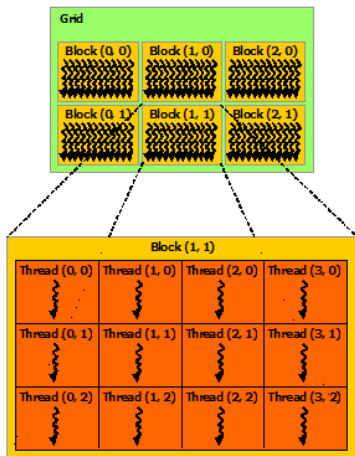 Grid
Block (0, 0) Block (1, 0) Block (2, 0)
Block (0, 1) Block (1, 1) Block (2, 1)
Block (1, 1)
Thread (0, 0) Thread (1, 0) Thread (2, 0) Thread (3, 0)
Thread (0, 1) Thread (1, 1) Thread (2, 1) Thread (3, 1)
Thread (0, 2) Thread (1, 2) Thread (2, 2) Thread (3, 2)